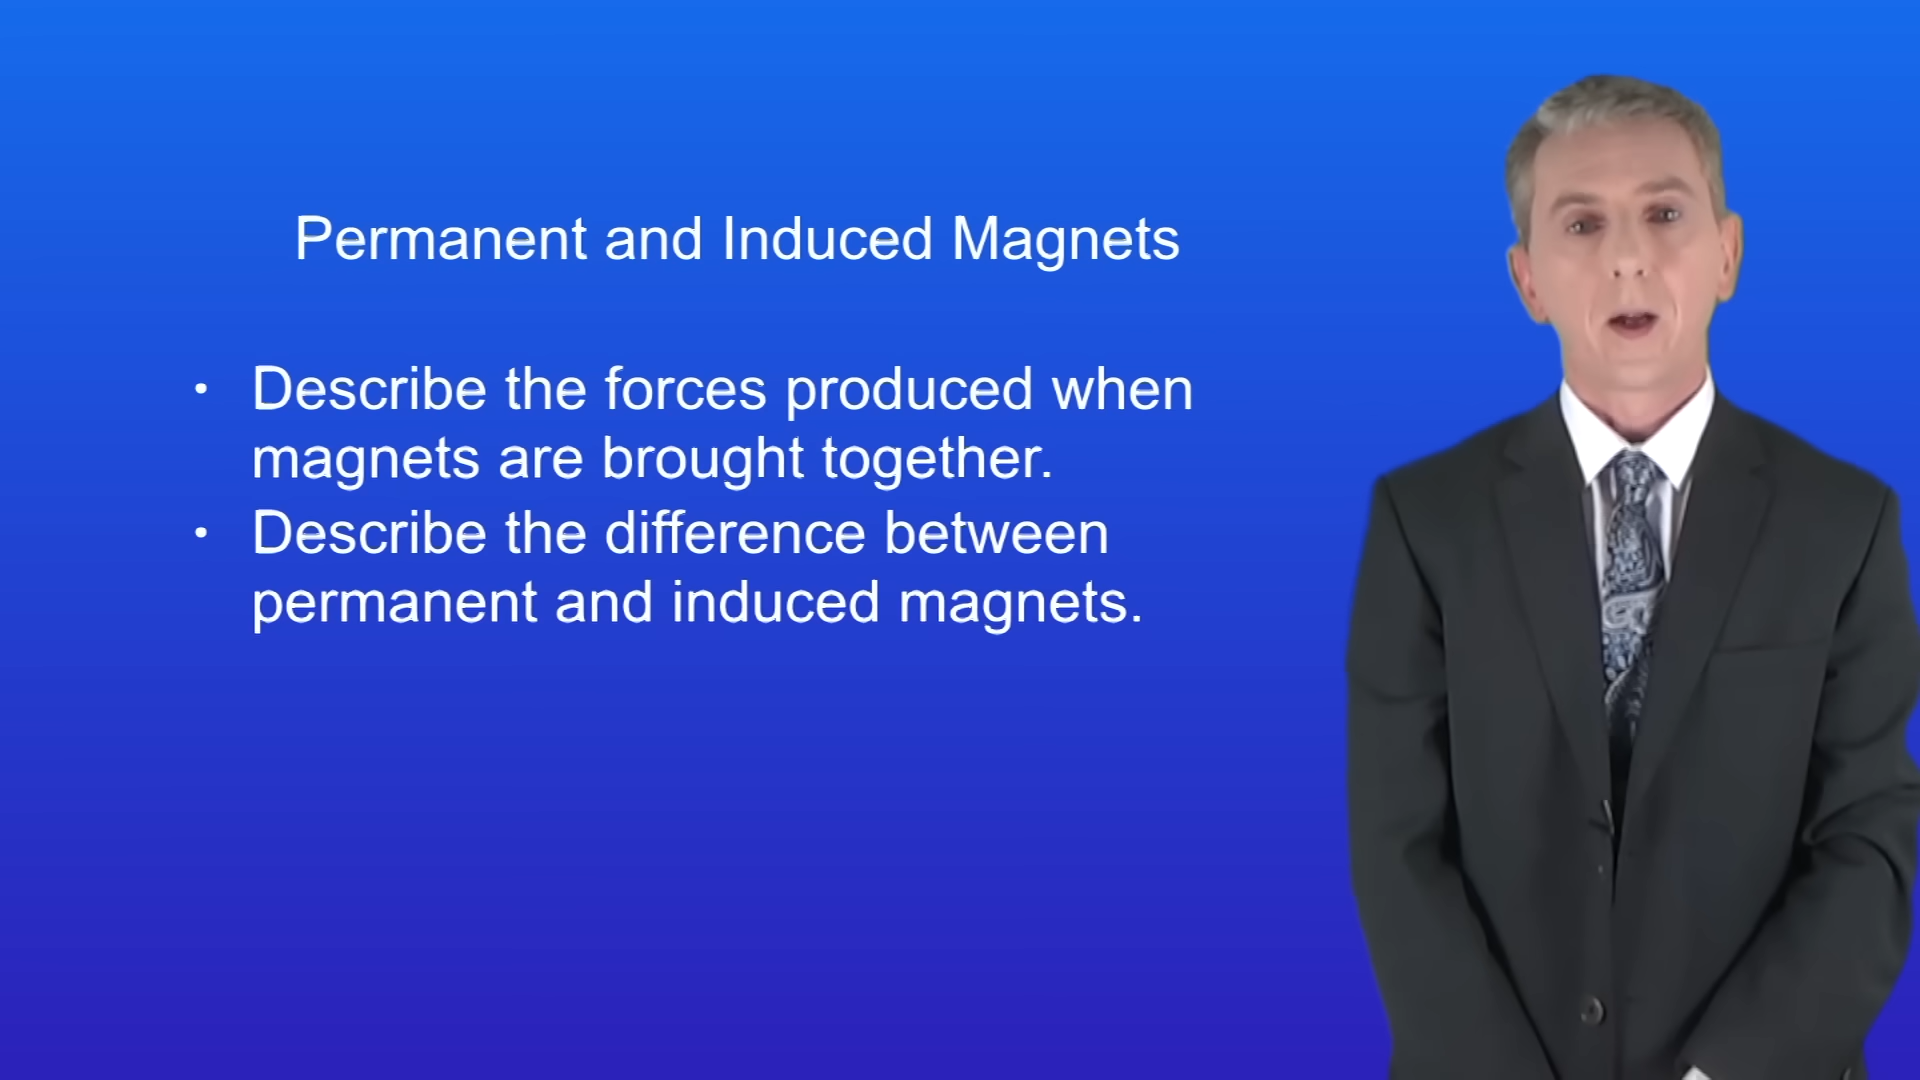 Permanent and Induced Magnets
• Describe the forces produced when
magnets are brought together.
• Describe the difference between
permanent and induced magnets.